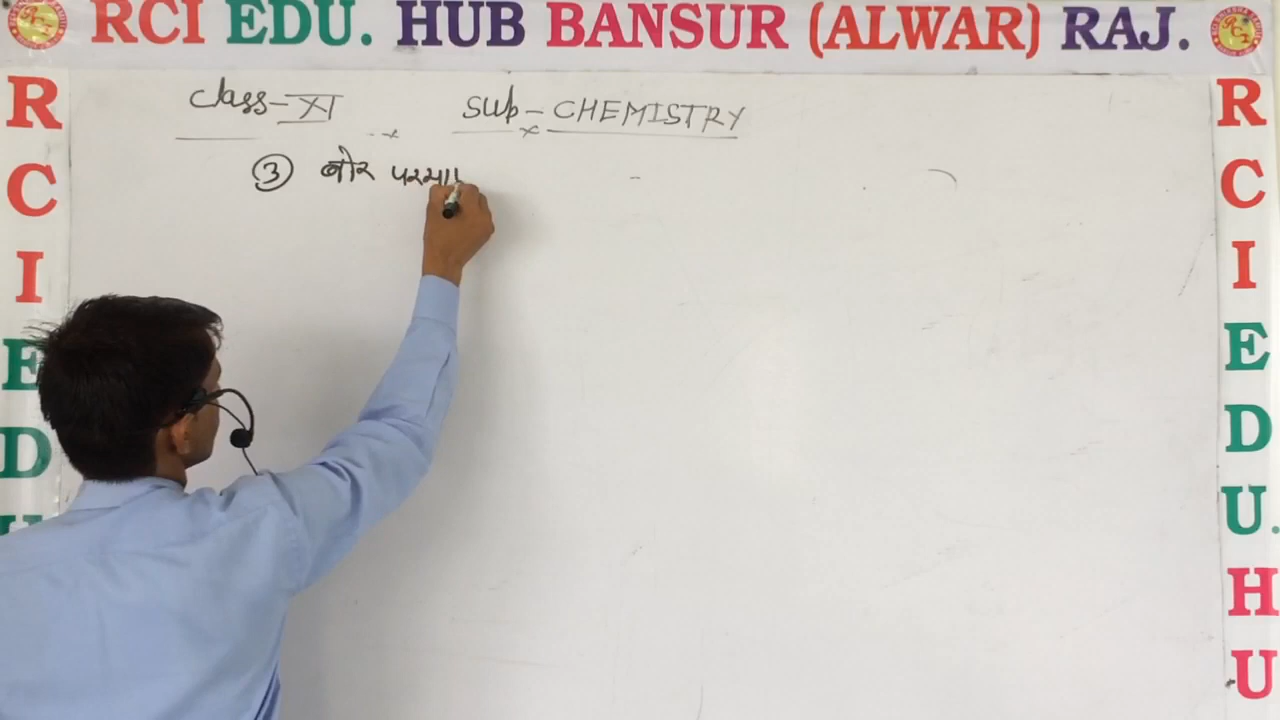 RCI EDU. HUB BANSUR (ALWAR) RAJ.
Class-XI Sub-CHEMISTRY
③ बोर परमा
R
C
I
E
D
U
R
C
I
E
D
U.
H
U